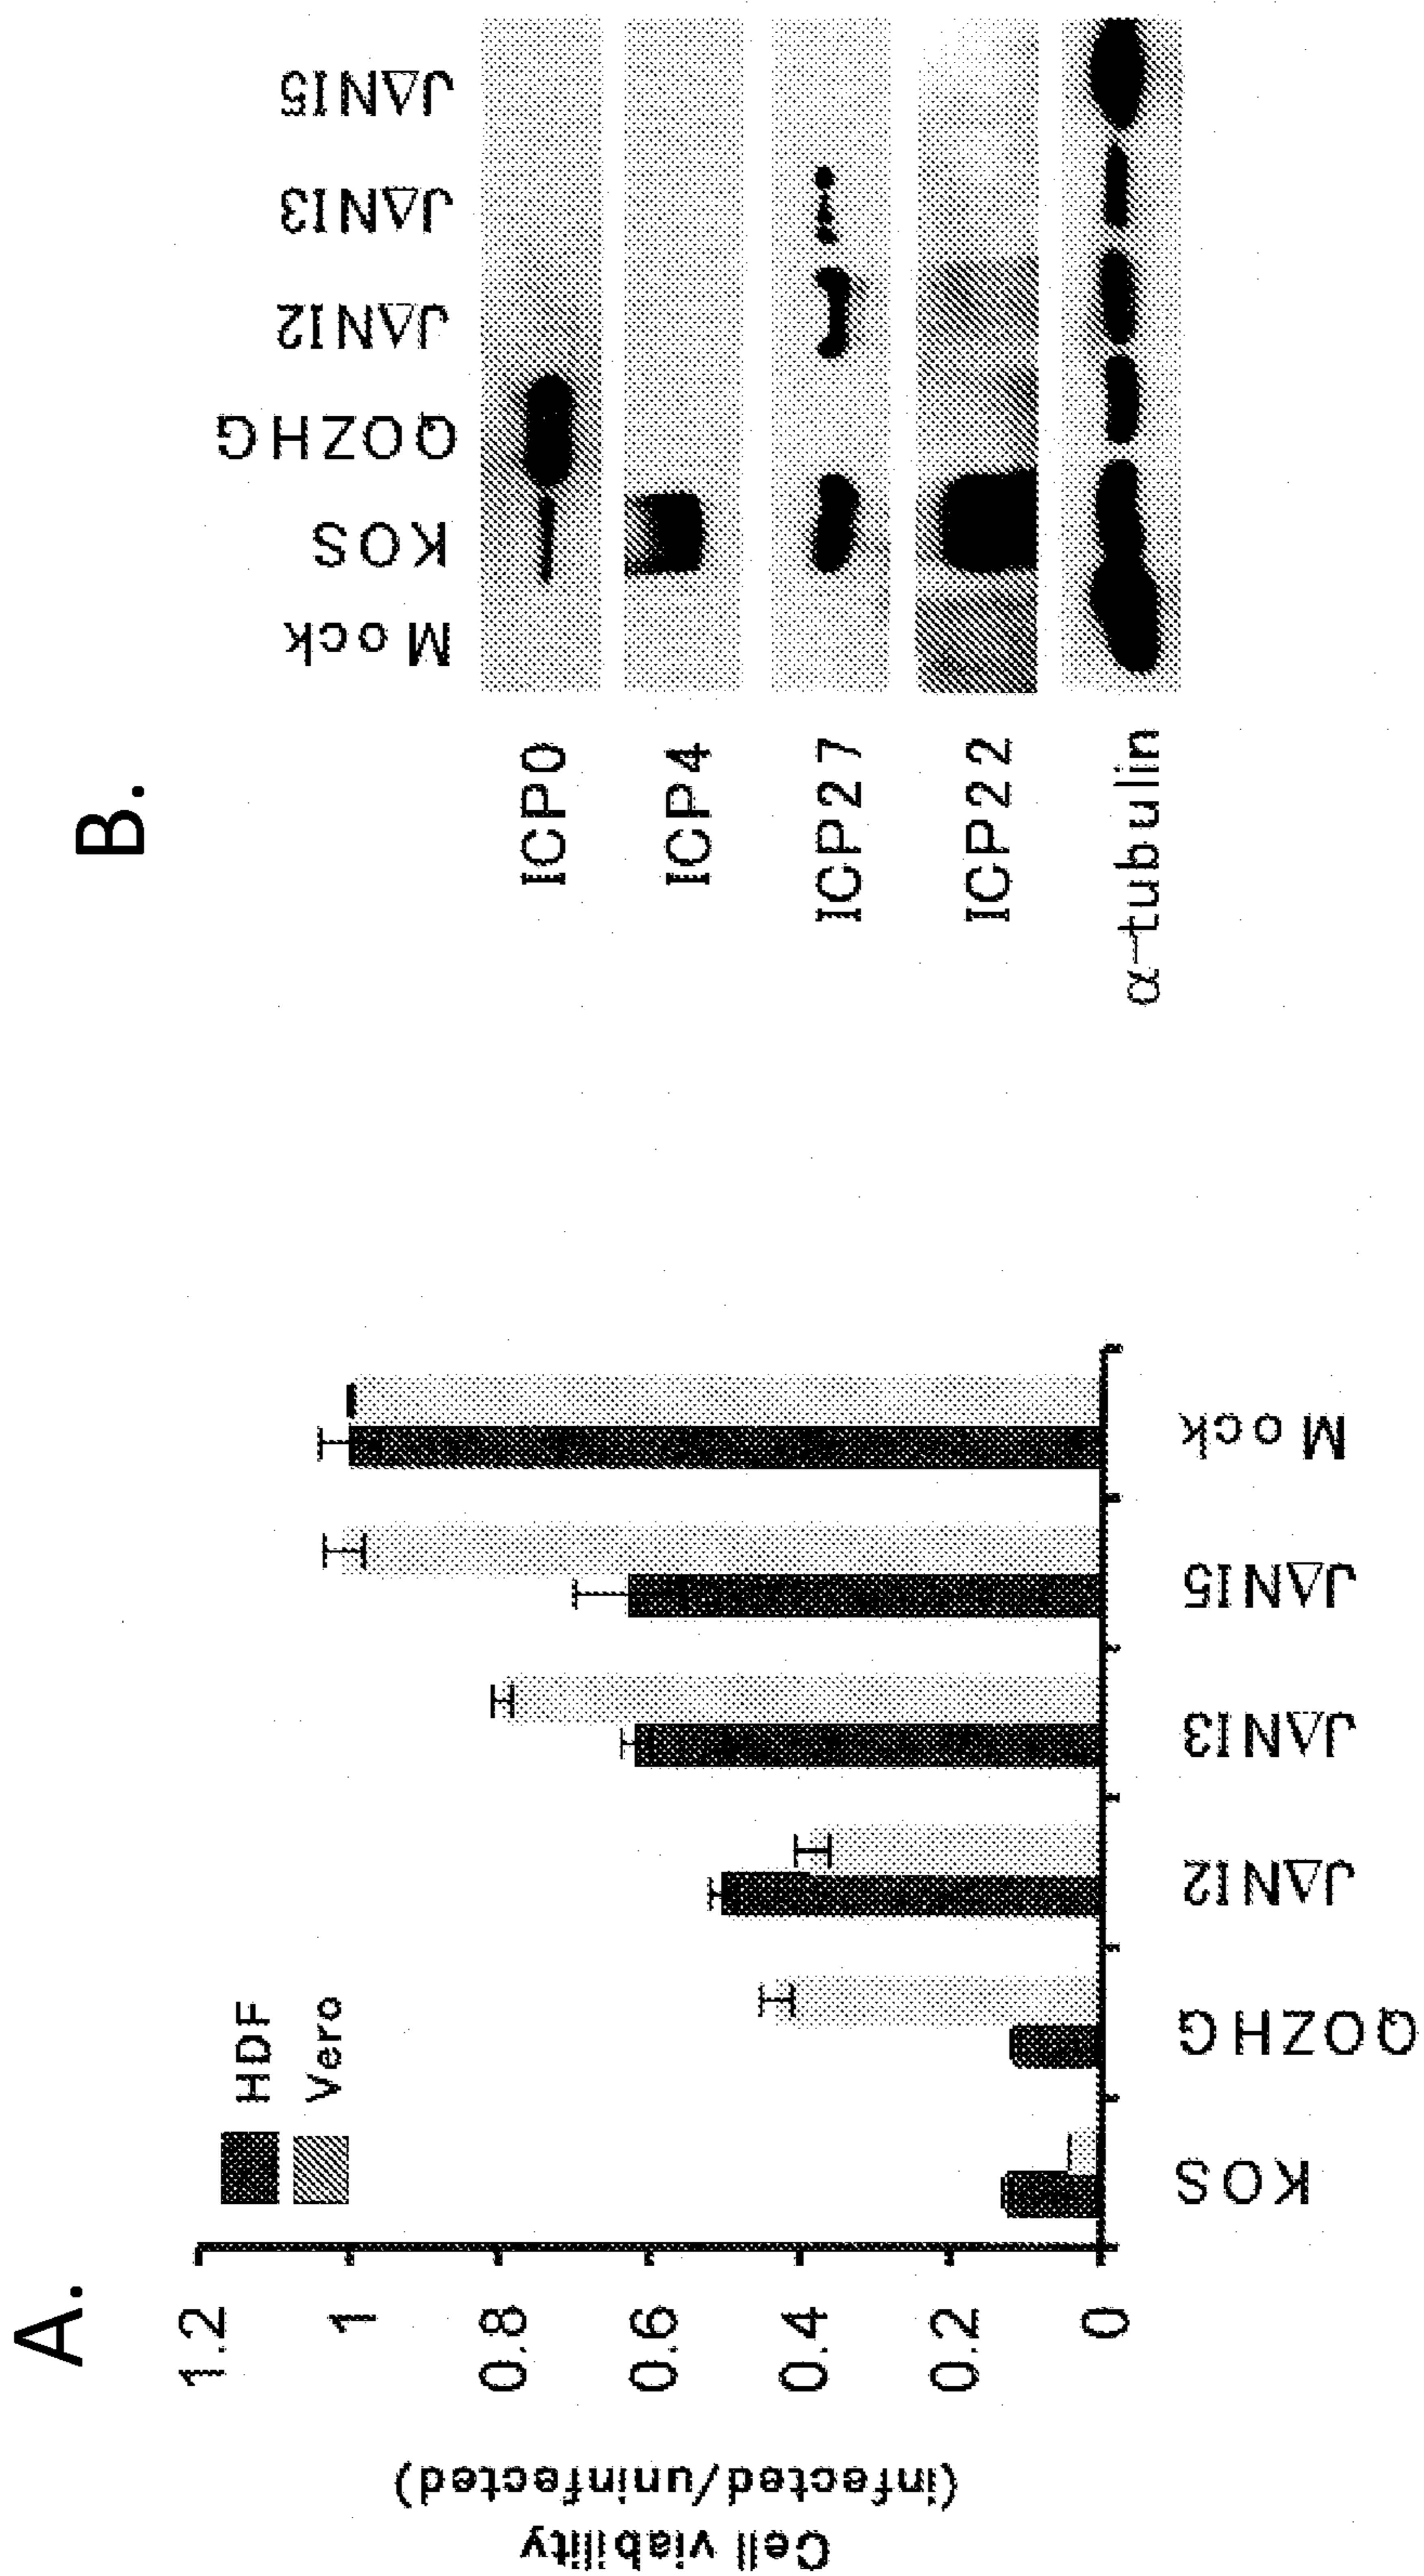 A.
Cell viability
(infected/uninfected)
1.2
1
0.8
0.6
0.4
0.2
0
HDF
Vero
KOS
QOZHG
JΔNI2
JΔNI3
JΔNI5
Mock
B.
Mock
KOS
QOZHG
JΔNI2
JΔNI3
JΔNI5
ICP0
ICP4
ICP27
ICP22
α-tubulin